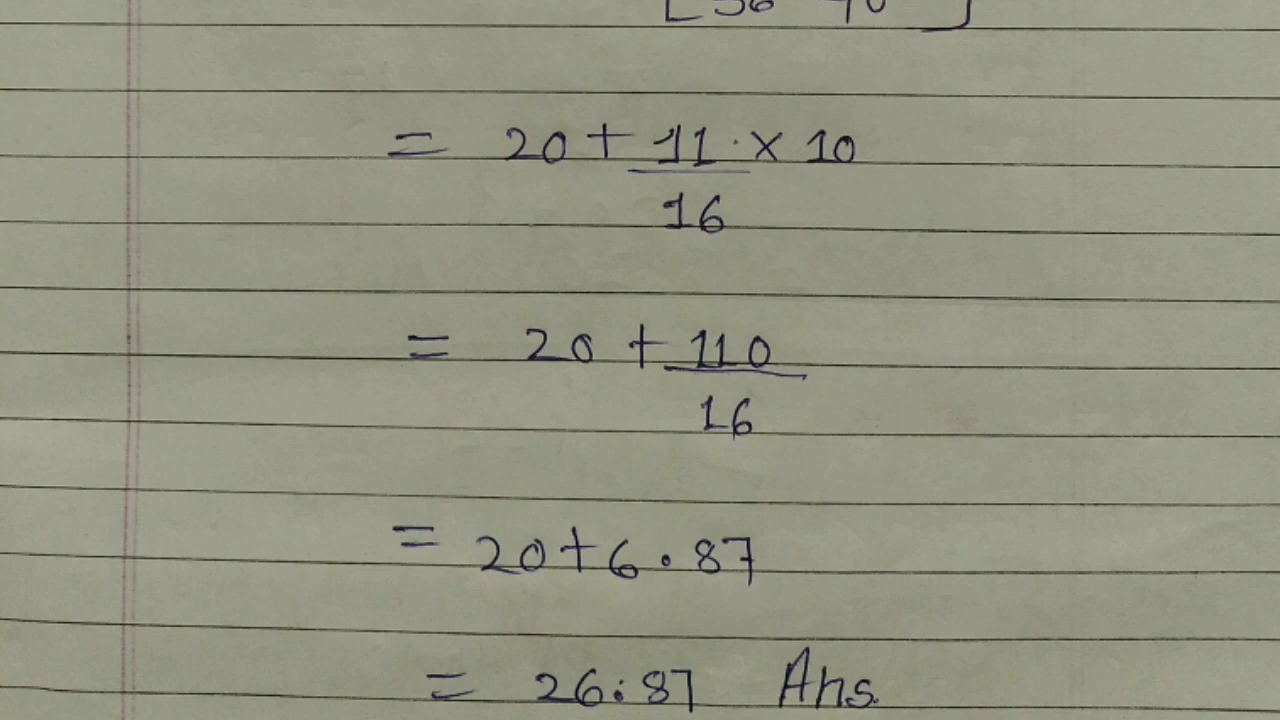 = 20 + 11 × 10
16
= 20 + 110
16
= 20 + 6.87
= 26.87 Ans.